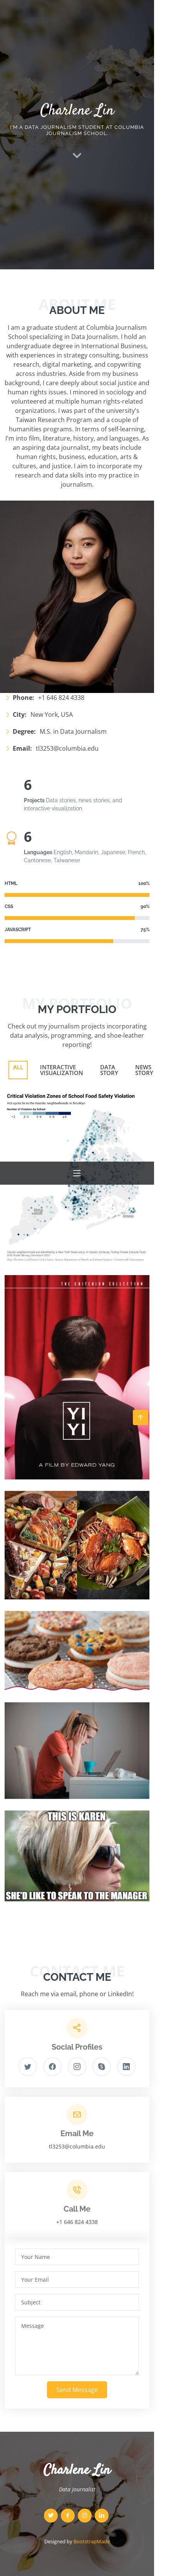 Charlene Lin
I'M A DATA JOURNALISM STUDENT AT COLUMBIA
JOURNALISM SCHOOL.
ABOUT ME
ABOUT ME
I am a graduate student at Columbia Journalism
School specializing in Data Journalism. I hold an
undergraduate degree in International Business,
with experiences in strategy consulting, business
research, digital marketing, and copywriting
across industries. Aside from my business
background, I care deeply about social justice and
human rights issues. I minored in sociology and
volunteered at multiple human rights-related
organizations. I was part of the university's
Taiwan Research Program and a couple of
humanities programs. In terms of self-learning,
I'm into film, literature, history, and languages. As
an aspiring data journalist, my beats include
human rights, business, education, arts &
cultures, and justice. I aim to incorporate my
research and data skills into my practice in
journalism.
Phone: +1 646 824 4338
City: New York, USA
Degree: M.S. in Data Journalism
Email: tl3253@columbia.edu
6
Projects Data stories, news stories, and
interactive visualization
6
Languages English, Mandarin, Japanese, French,
Cantonese, Taiwanese
HTML 100%
CSS 90%
JAVASCRIPT 75%
MY PORTFOLIO
MY PORTFOLIO
Check out my journalism projects incorporating
data analysis, programming, and shoe-leather
reporting!
ALL INTERACTIVE DATA NEWS
VISUALIZATION STORY STORY
Critical Violation Zones of School Food Safety Violation
Number of Violation by School
THE CRITERION COLLECTION
YI
YI
A FILM BY EDWARD YANG
THIS IS KAREN
SHE'D LIKE TO SPEAK TO THE MANAGER
CONTACT ME
CONTACT ME
Reach me via email, phone or LinkedIn!
Social Profiles
Email Me
tl3253@columbia.edu
Call Me
+1 646 824 4338
Your Name
Your Email
Subject
Message
Send Message
Charlene Lin
Data Journalist
Designed by BootstrapMade